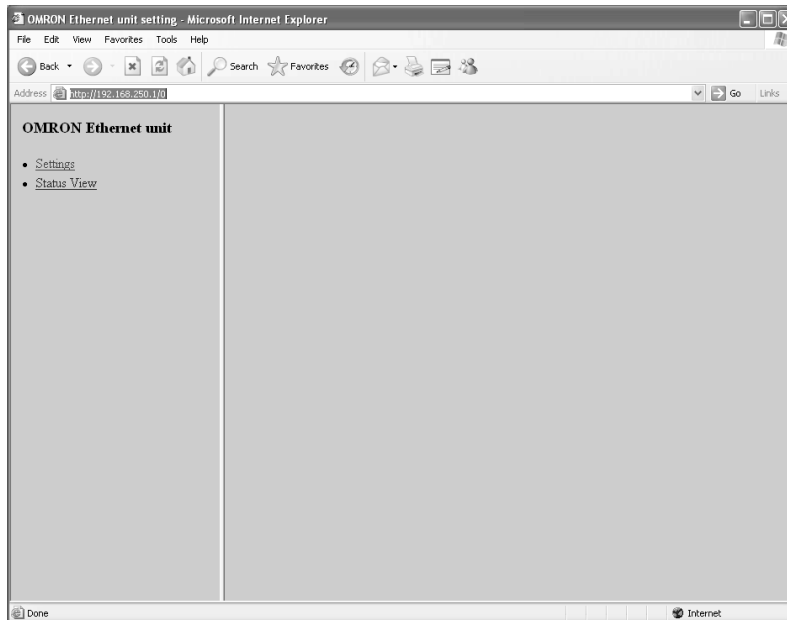 OMRON Ethernet unit setting - Microsoft Internet Explorer
File Edit View Favorites Tools Help
Back Search Favorites
Address http://192.168.250.1/0 Go Links
OMRON Ethernet unit
Settings
Status View
Done Internet